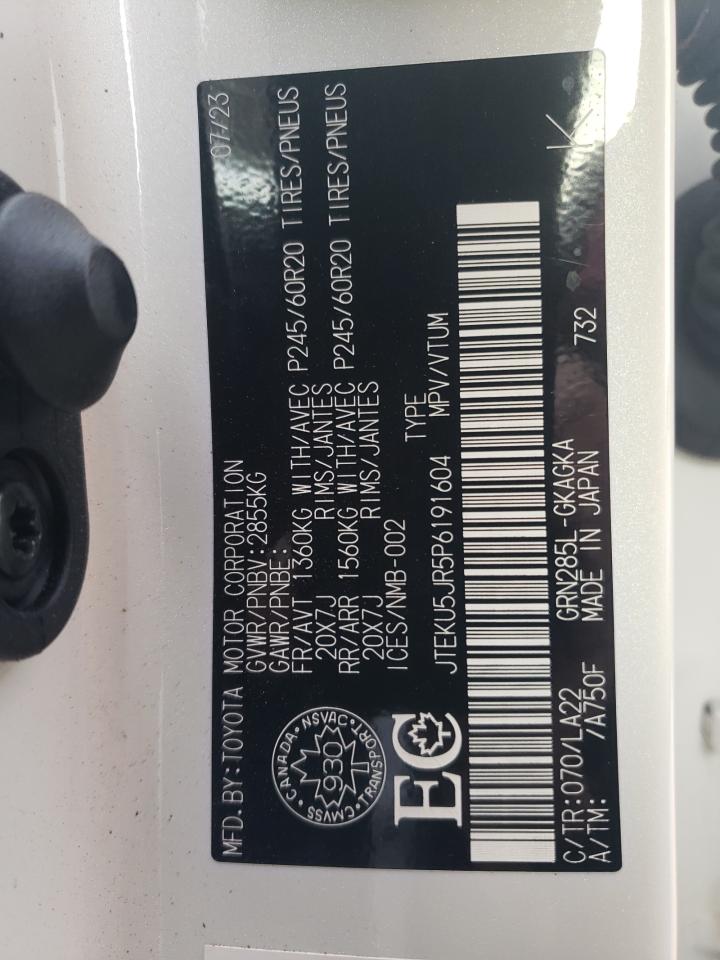 MFD. BY: TOYOTA MOTOR CORPORATION 07/23
GVWR/PNBV: 2855KG
GAWR/PNBE:
FR/AVT 1360KG WITH/AVEC P245/60R20 TIRES/PNEUS
20X7J RIMS/JANTES
RR/ARR 1560KG WITH/AVEC P245/60R20 TIRES/PNEUS
20X7J RIMS/JANTES
ICES/NMB-002
CANADA · NSVAC · TRANSPORT · CMVSS
930
T
EC
TYPE
JTEKU5JR5P6191604 MPV/VTUM
C/TR: 070/LA22 GRN285L-GKAGKA 732
A/TM: /A750F MADE IN JAPAN
K